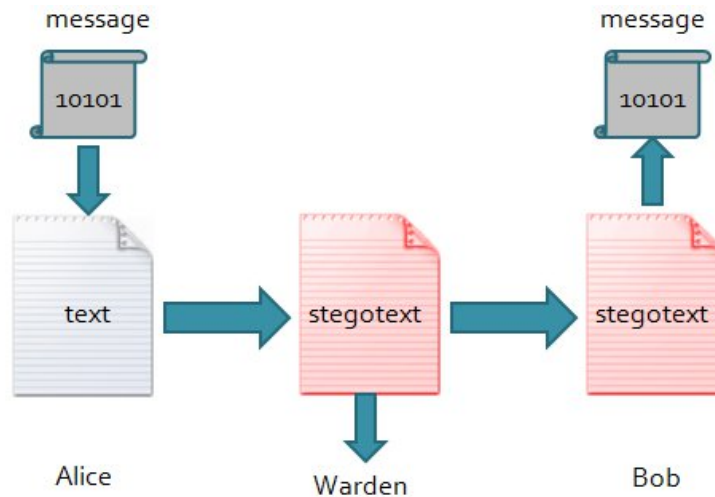 message
message
10101
10101
text
stegotext
stegotext
Alice
Warden
Bob